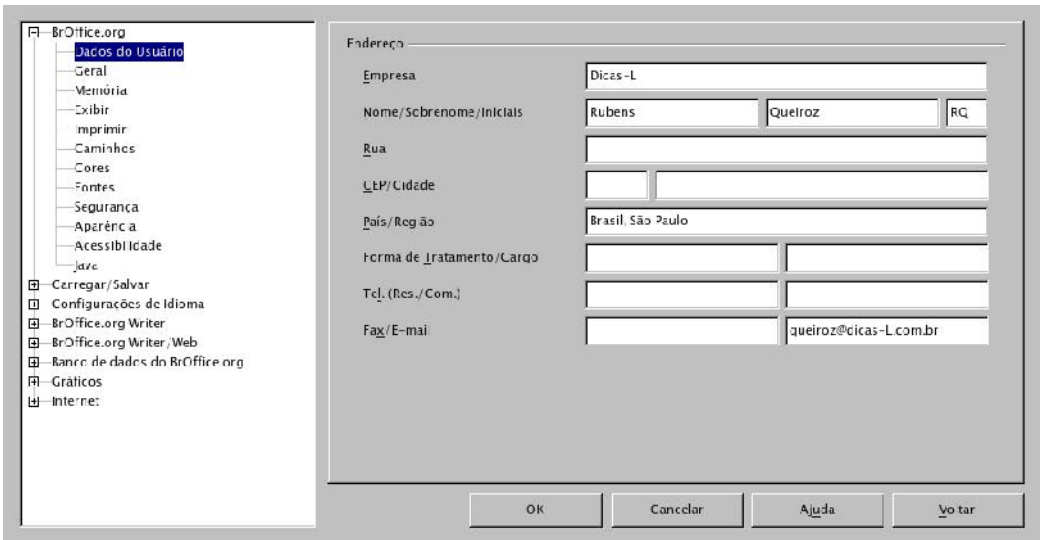 BrOffice.org
Dados do Usuário
Geral
Memória
Exibir
Imprimir
Caminhos
Cores
Fontes
Segurança
Aparência
Acessibilidade
Java
Carregar/Salvar
Configurações de Idioma
BrOffice.org Writer
BrOffice.org Writer/Web
Banco de dados do BrOffice.org
Gráficos
Internet
Endereço
Empresa Dicas-L
Nome/Sobrenome/Iniciais Rubens Queiroz RQ
Rua
CEP/Cidade
País/Região Brasil, São Paulo
Forma de Tratamento/Cargo
Tel. (Res./Com.)
Fax/E-mail queiroz@dicas-L.com.br
OK Cancelar Ajuda Voltar